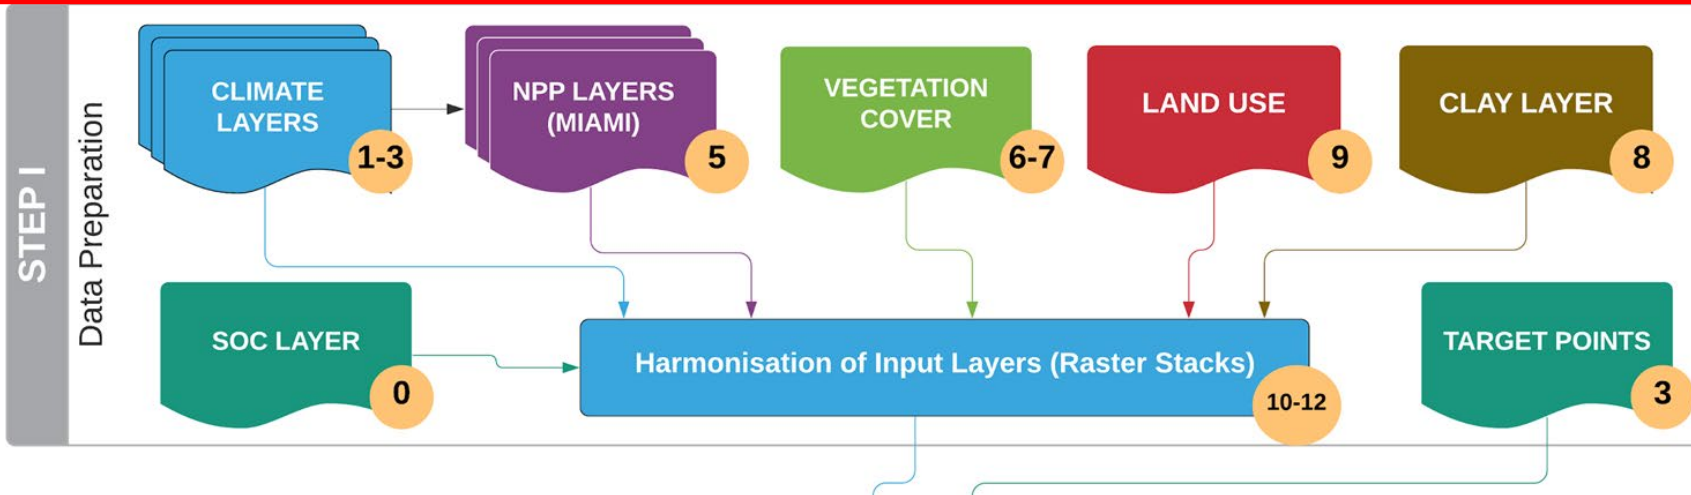 STEP I
Data Preparation
CLIMATE
LAYERS
1-3
NPP LAYERS
(MIAMI)
5
VEGETATION
COVER
6-7
LAND USE
9
CLAY LAYER
8
SOC LAYER
0
Harmonisation of Input Layers (Raster Stacks)
10-12
TARGET POINTS
3